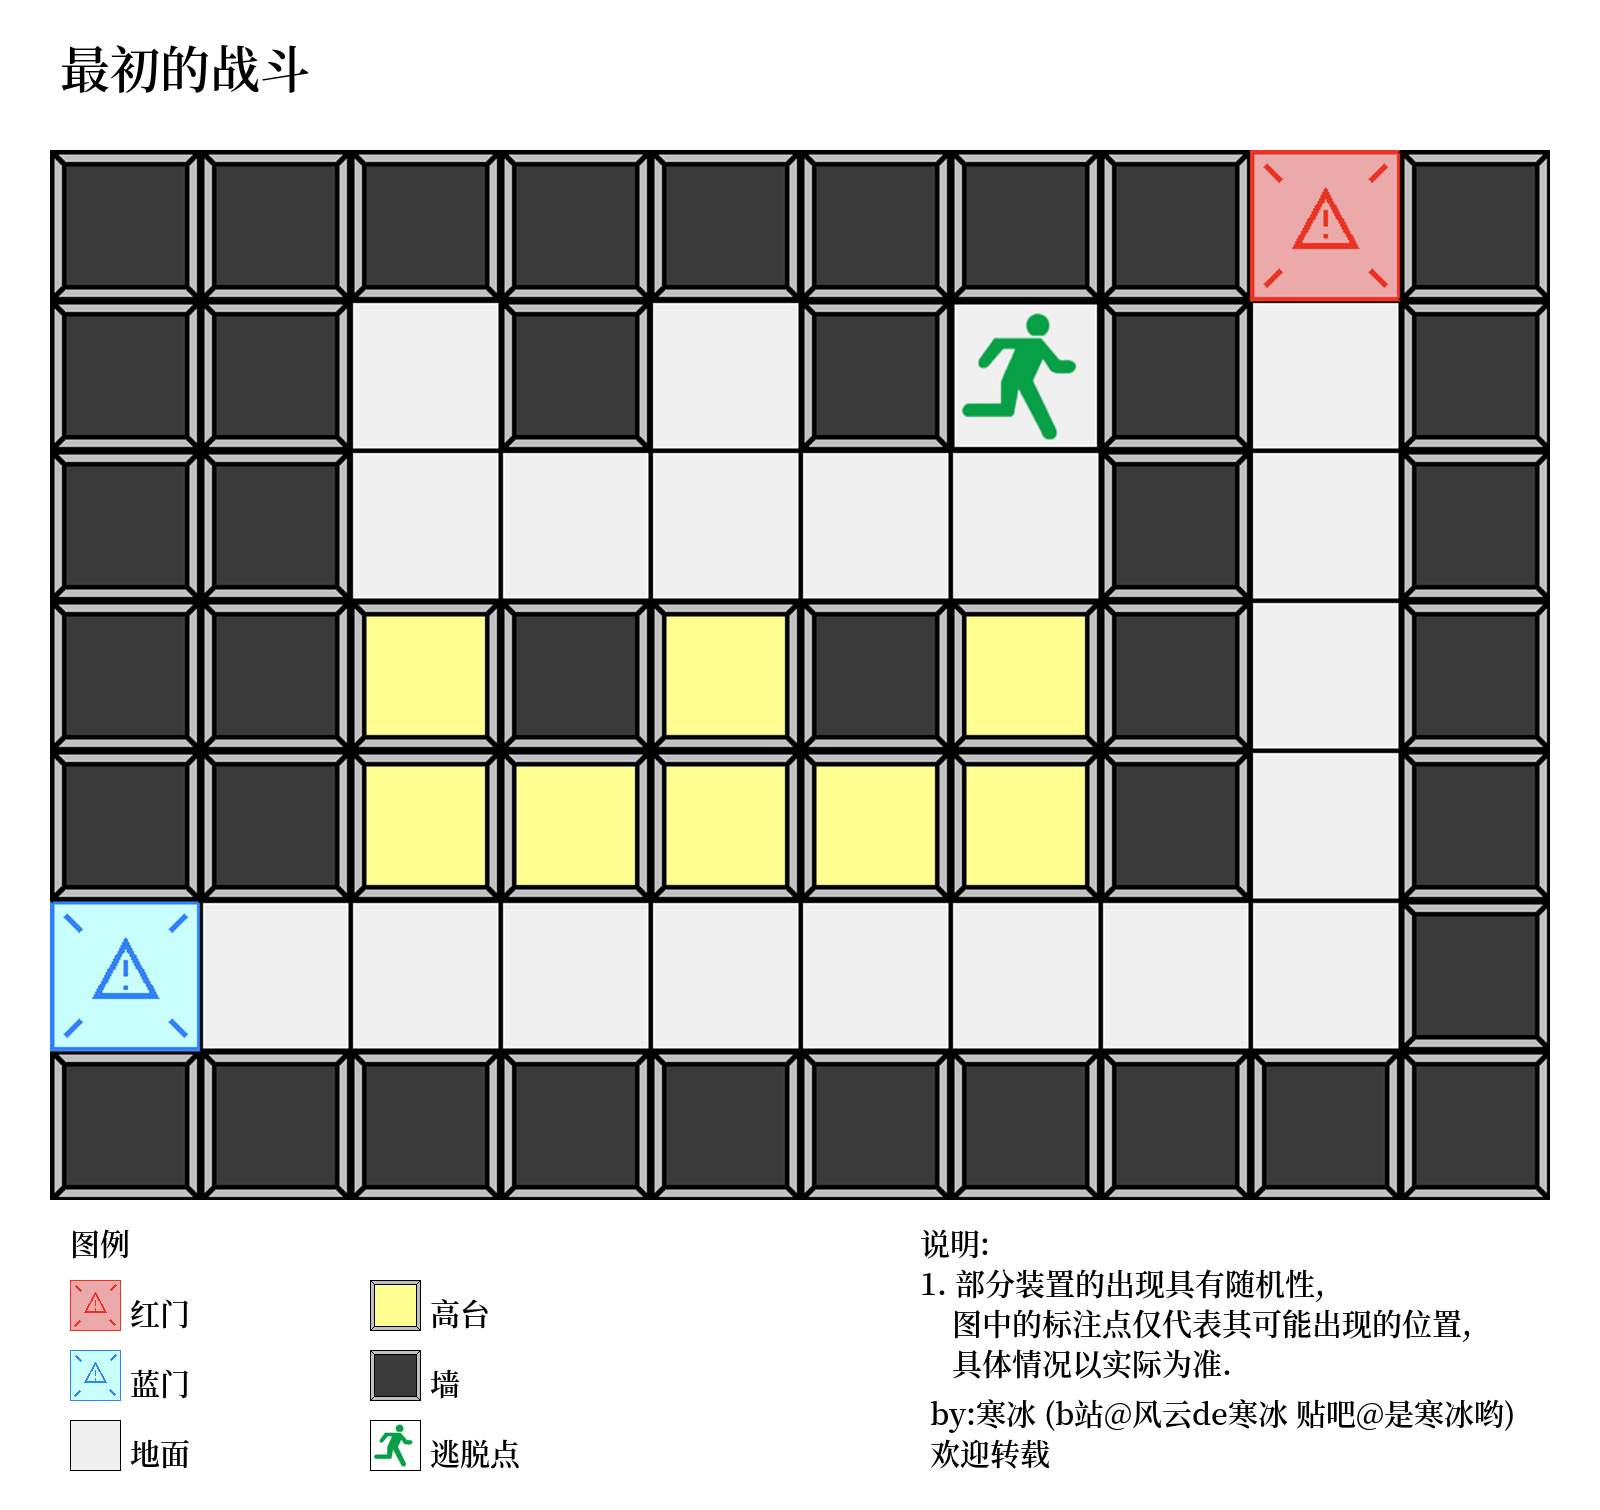 最初的战斗
图例
红门
高台
蓝门
墙
地面
逃脱点
说明:
1. 部分装置的出现具有随机性,
图中的标注点仅代表其可能出现的位置,
具体情况以实际为准.
by:寒冰 (b站@风云de寒冰 贴吧@是寒冰哟)
欢迎转载